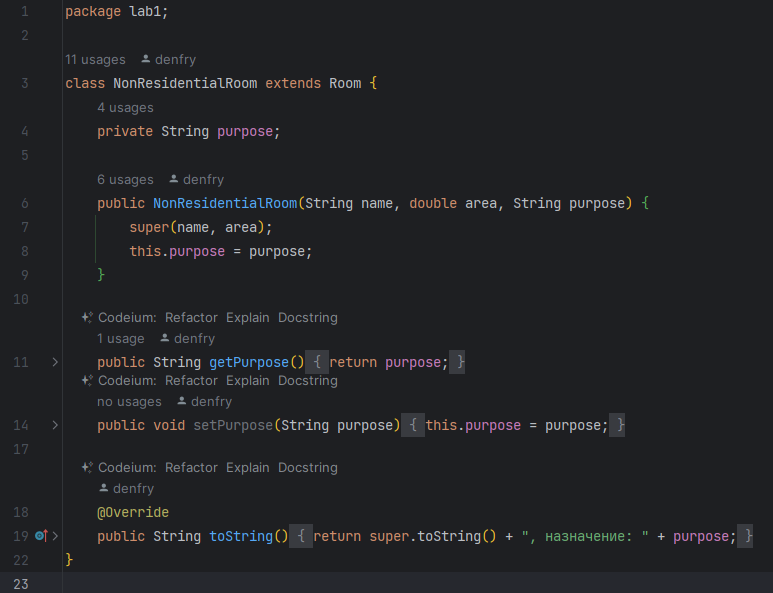 1 package lab1;
2
11 usages denfry
3 class NonResidentialRoom extends Room {
4 usages
4 private String purpose;
5
6 usages denfry
6 public NonResidentialRoom(String name, double area, String purpose) {
7 super(name, area);
8 this.purpose = purpose;
9 }
10
Codeium: Refactor Explain Docstring
1 usage denfry
11 public String getPurpose() { return purpose; }
Codeium: Refactor Explain Docstring
no usages denfry
14 public void setPurpose(String purpose) { this.purpose = purpose; }
17
Codeium: Refactor Explain Docstring
denfry
18 @Override
19 public String toString() { return super.toString() + ", назначение: " + purpose; }
22 }
23